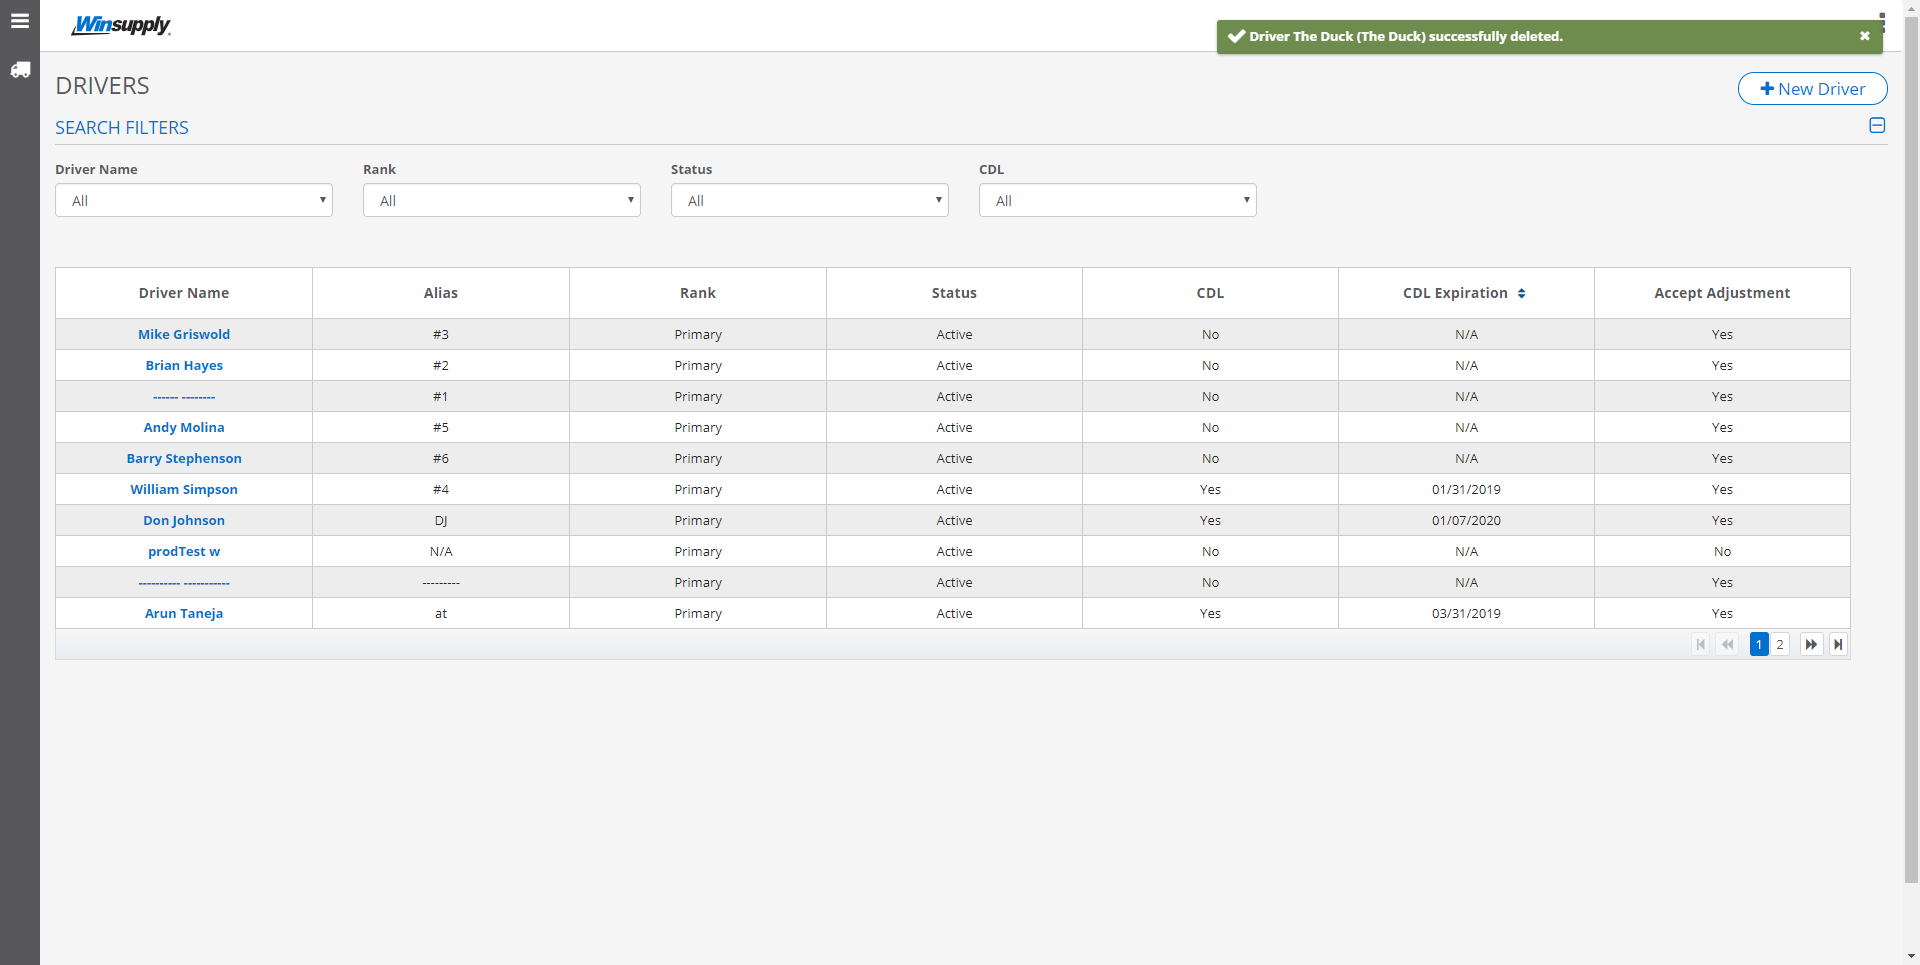 Winsupply
Driver The Duck (The Duck) successfully deleted.
DRIVERS
New Driver
SEARCH FILTERS
Driver Name Rank Status CDL
All All All All
Driver Name Alias Rank Status CDL CDL Expiration Accept Adjustment
Mike Griswold #3 Primary Active No N/A Yes
Brian Hayes #2 Primary Active No N/A Yes
------ -------- #1 Primary Active No N/A Yes
Andy Molina #5 Primary Active No N/A Yes
Barry Stephenson #6 Primary Active No N/A Yes
William Simpson #4 Primary Active Yes 01/31/2019 Yes
Don Johnson DJ Primary Active Yes 01/07/2020 Yes
prodTest w N/A Primary Active No N/A No
---------- ----------- --------- Primary Active No N/A Yes
Arun Taneja at Primary Active Yes 03/31/2019 Yes
1 2